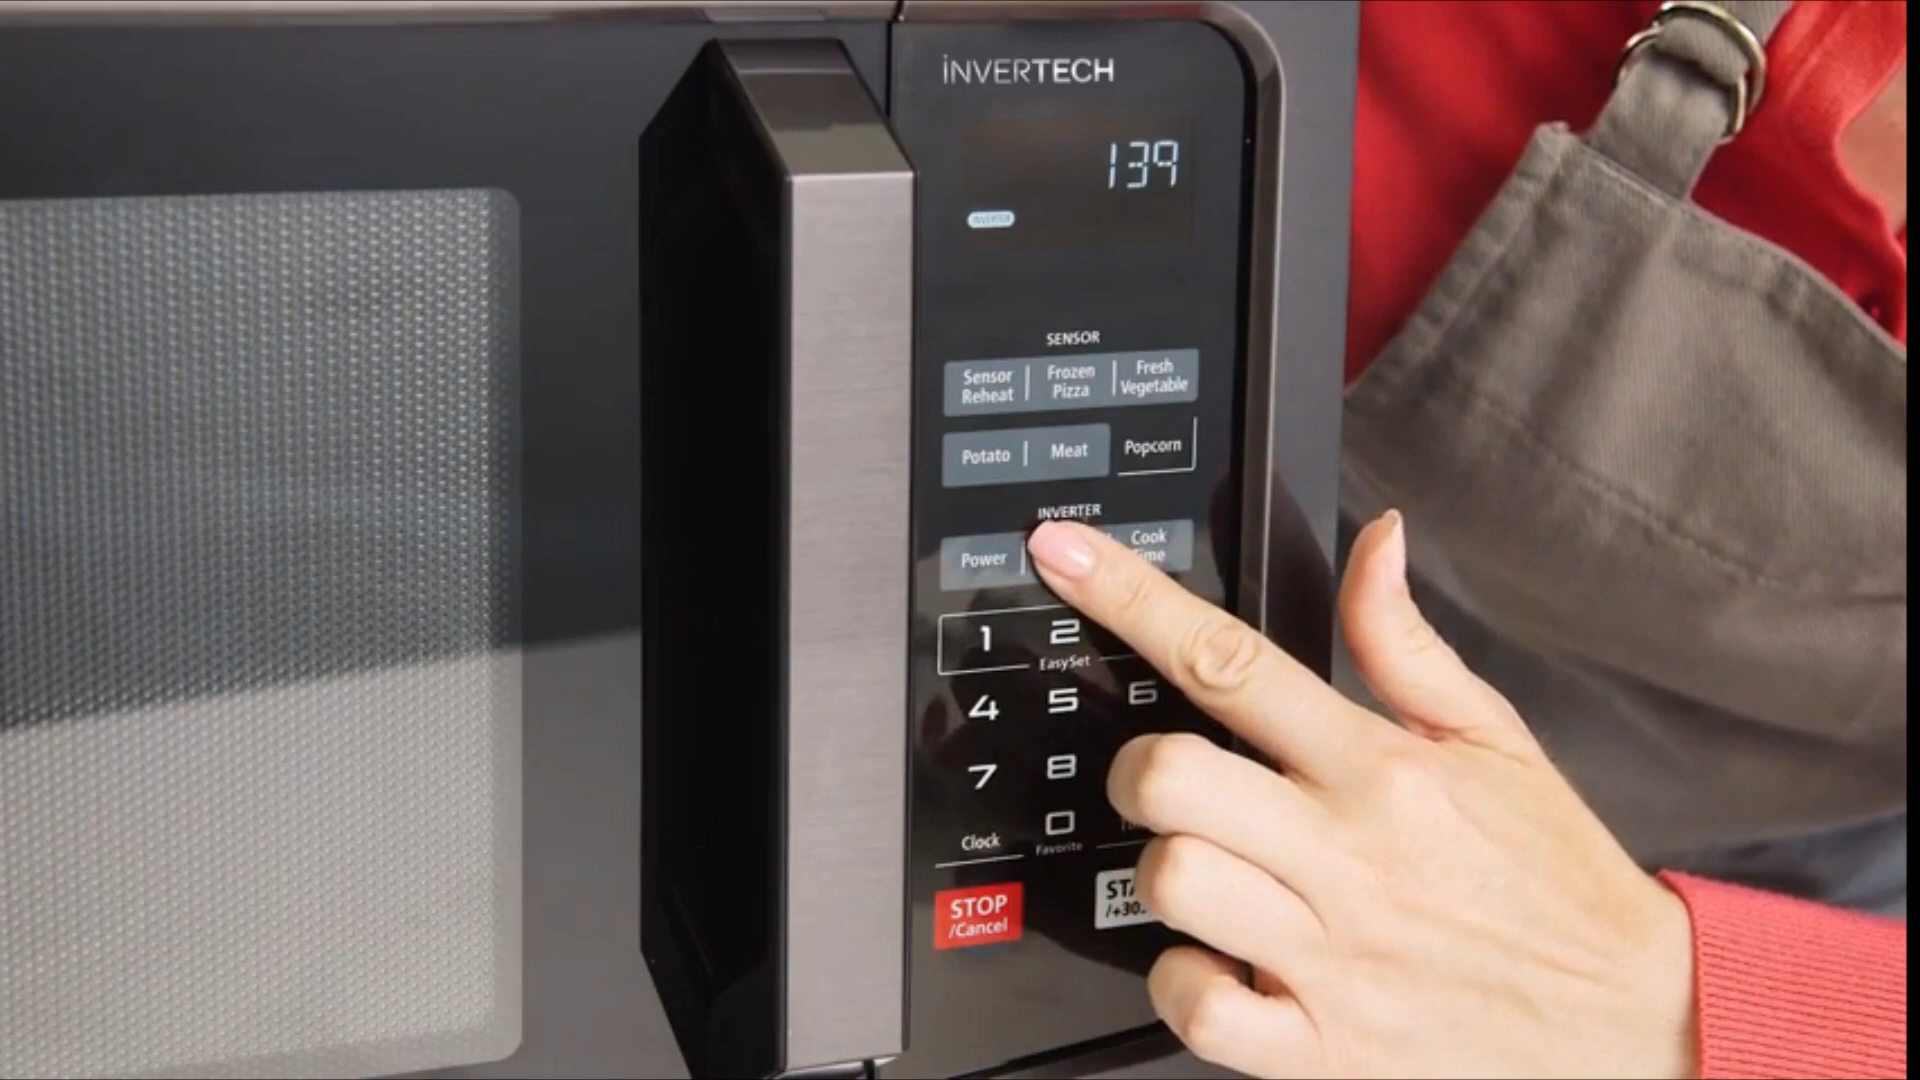 iNVERTECH
139
INVERTER
SENSOR
Sensor Reheat
Frozen Pizza
Fresh Vegetable
Potato
Meat
Popcorn
INVERTER
Power
Cook
1
2
EasySet
4
5
6
7
8
Clock
0
Favorite
STOP
/Cancel